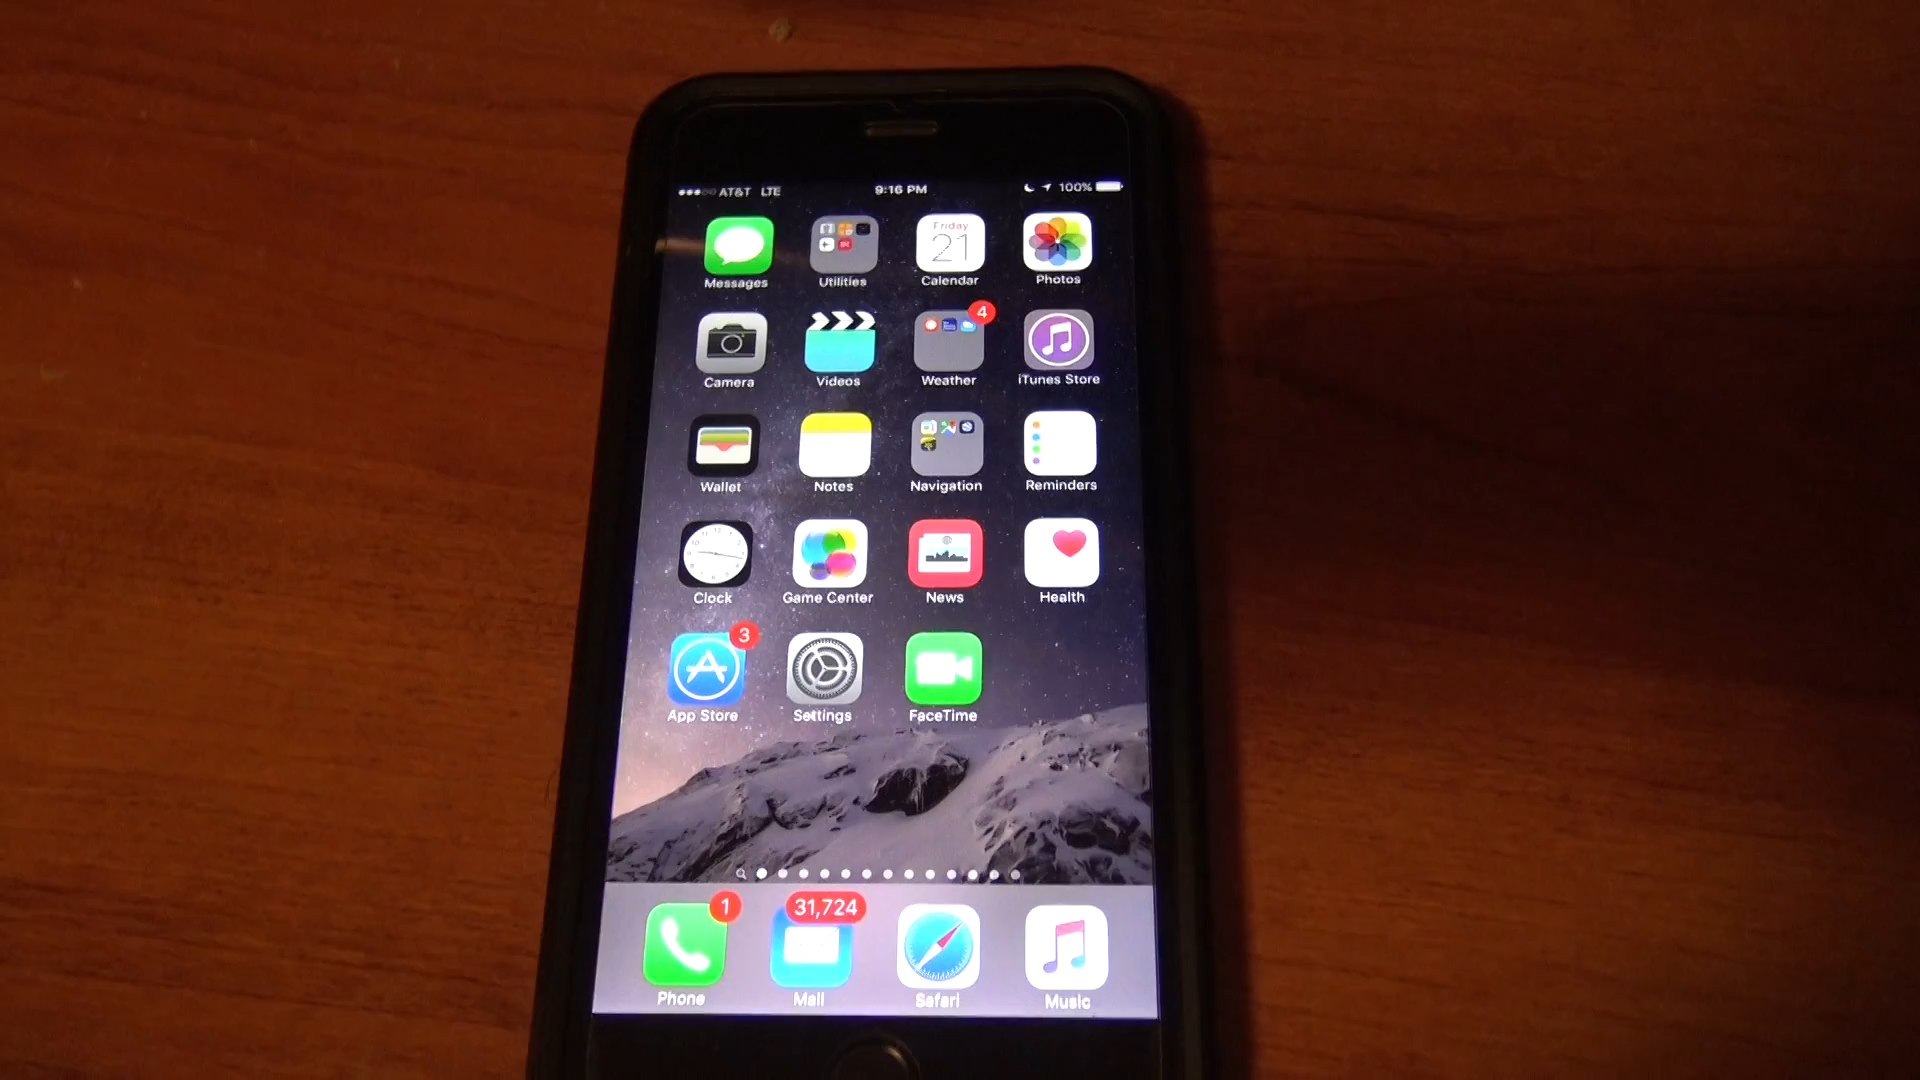 AT&T LTE 9:16 PM 100%
Friday
21
Messages Utilities Calendar Photos
4
Camera Videos Weather iTunes Store
Wallet Notes Navigation Reminders
Clock Game Center News Health
3
App Store Settings FaceTime
1 31,724
Phone Mail Safari Music